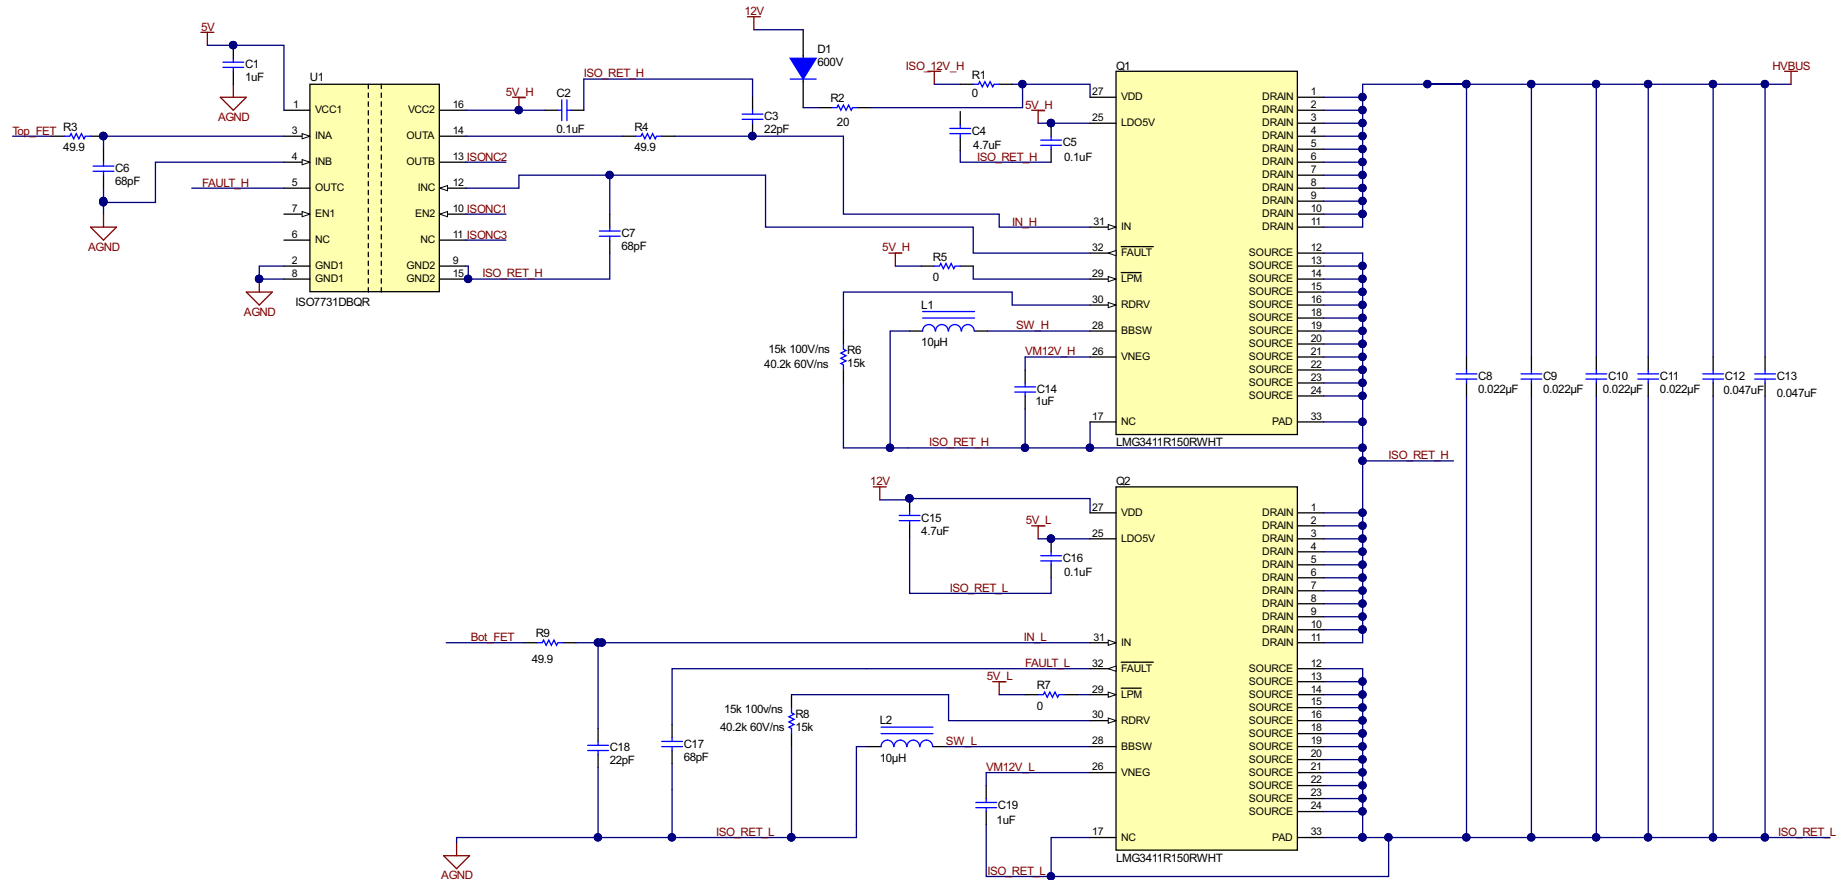 12V
5V
C1
1uF
AGND
U1
1 VCC1
3 INA
4 INB
5 OUTC
7 EN1
6 NC
2 GND1
8 GND1
VCC2 16
OUTA 14
OUTB 13 ISONC2
INC 12
EN2 10 ISONC1
NC 11 ISONC3
GND2 9
GND2 15
ISO7731DBQR
Top_FET
R3
49.9
C6
68pF
FAULT_H
AGND
AGND
5V_H
C2
0.1uF
ISO_RET_H
C3
22pF
R4
49.9
C7
68pF
ISO_RET_H
D1
600V
R2
20
ISO_12V_H
R1
0
5V_H
C4
4.7uF
C5
0.1uF
ISO_RET_H
IN_H
5V_H
R5
0
L1
10µH
SW_H
15k 100V/ns
40.2k 60V/ns
R6
15k
VM12V_H
C14
1uF
ISO_RET_H
Q1
27 VDD
25 LDO5V
31 IN
32 FAULT
29 LPM
30 RDRV
28 BBSW
26 VNEG
17 NC
DRAIN 1
DRAIN 2
DRAIN 3
DRAIN 4
DRAIN 5
DRAIN 6
DRAIN 7
DRAIN 8
DRAIN 9
DRAIN 10
DRAIN 11
SOURCE 12
SOURCE 13
SOURCE 14
SOURCE 15
SOURCE 16
SOURCE 18
SOURCE 19
SOURCE 20
SOURCE 21
SOURCE 22
SOURCE 23
SOURCE 24
PAD 33
LMG3411R150RWHT
HVBUS
ISO_RET_H
C8
0.022µF
C9
0.022µF
C10
0.022µF
C11
0.022µF
C12
0.047uF
C13
0.047uF
12V
C15
4.7uF
5V_L
C16
0.1uF
ISO_RET_L
Bot_FET
R9
49.9
IN_L
FAULT_L
5V_L
R7
0
15k 100v/ns
40.2k 60V/ns
R8
15k
L2
10µH
SW_L
C18
22pF
C17
68pF
VM12V_L
C19
1uF
ISO_RET_L
AGND
ISO_RET_L
Q2
27 VDD
25 LDO5V
31 IN
32 FAULT
29 LPM
30 RDRV
28 BBSW
26 VNEG
17 NC
DRAIN 1
DRAIN 2
DRAIN 3
DRAIN 4
DRAIN 5
DRAIN 6
DRAIN 7
DRAIN 8
DRAIN 9
DRAIN 10
DRAIN 11
SOURCE 12
SOURCE 13
SOURCE 14
SOURCE 15
SOURCE 16
SOURCE 18
SOURCE 19
SOURCE 20
SOURCE 21
SOURCE 22
SOURCE 23
SOURCE 24
PAD 33
LMG3411R150RWHT
ISO_RET_L